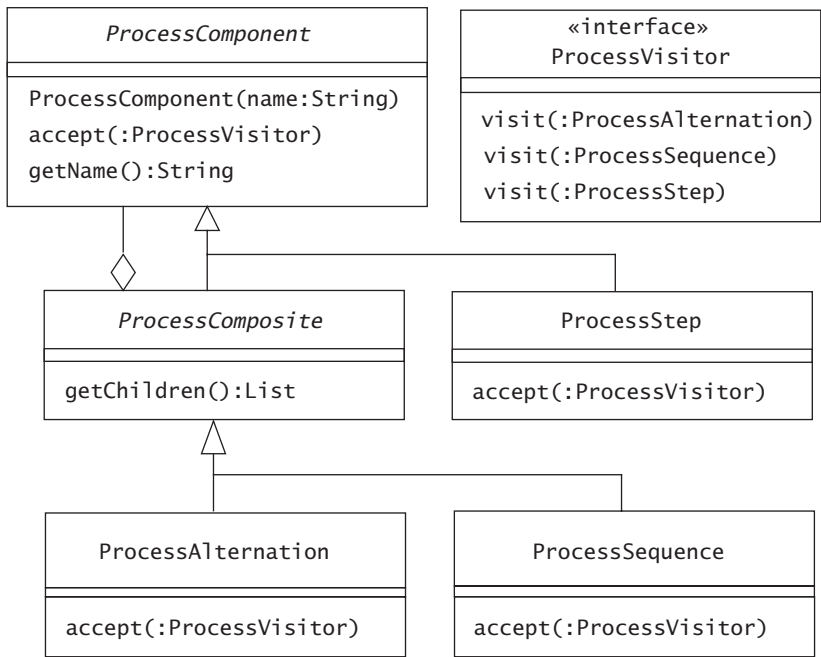 ProcessComponent
ProcessComponent(name:String)
accept(:ProcessVisitor)
getName():String
«interface»
ProcessVisitor
visit(:ProcessAlternation)
visit(:ProcessSequence)
visit(:ProcessStep)
ProcessComposite
getChildren():List
ProcessStep
accept(:ProcessVisitor)
ProcessAlternation
accept(:ProcessVisitor)
ProcessSequence
accept(:ProcessVisitor)